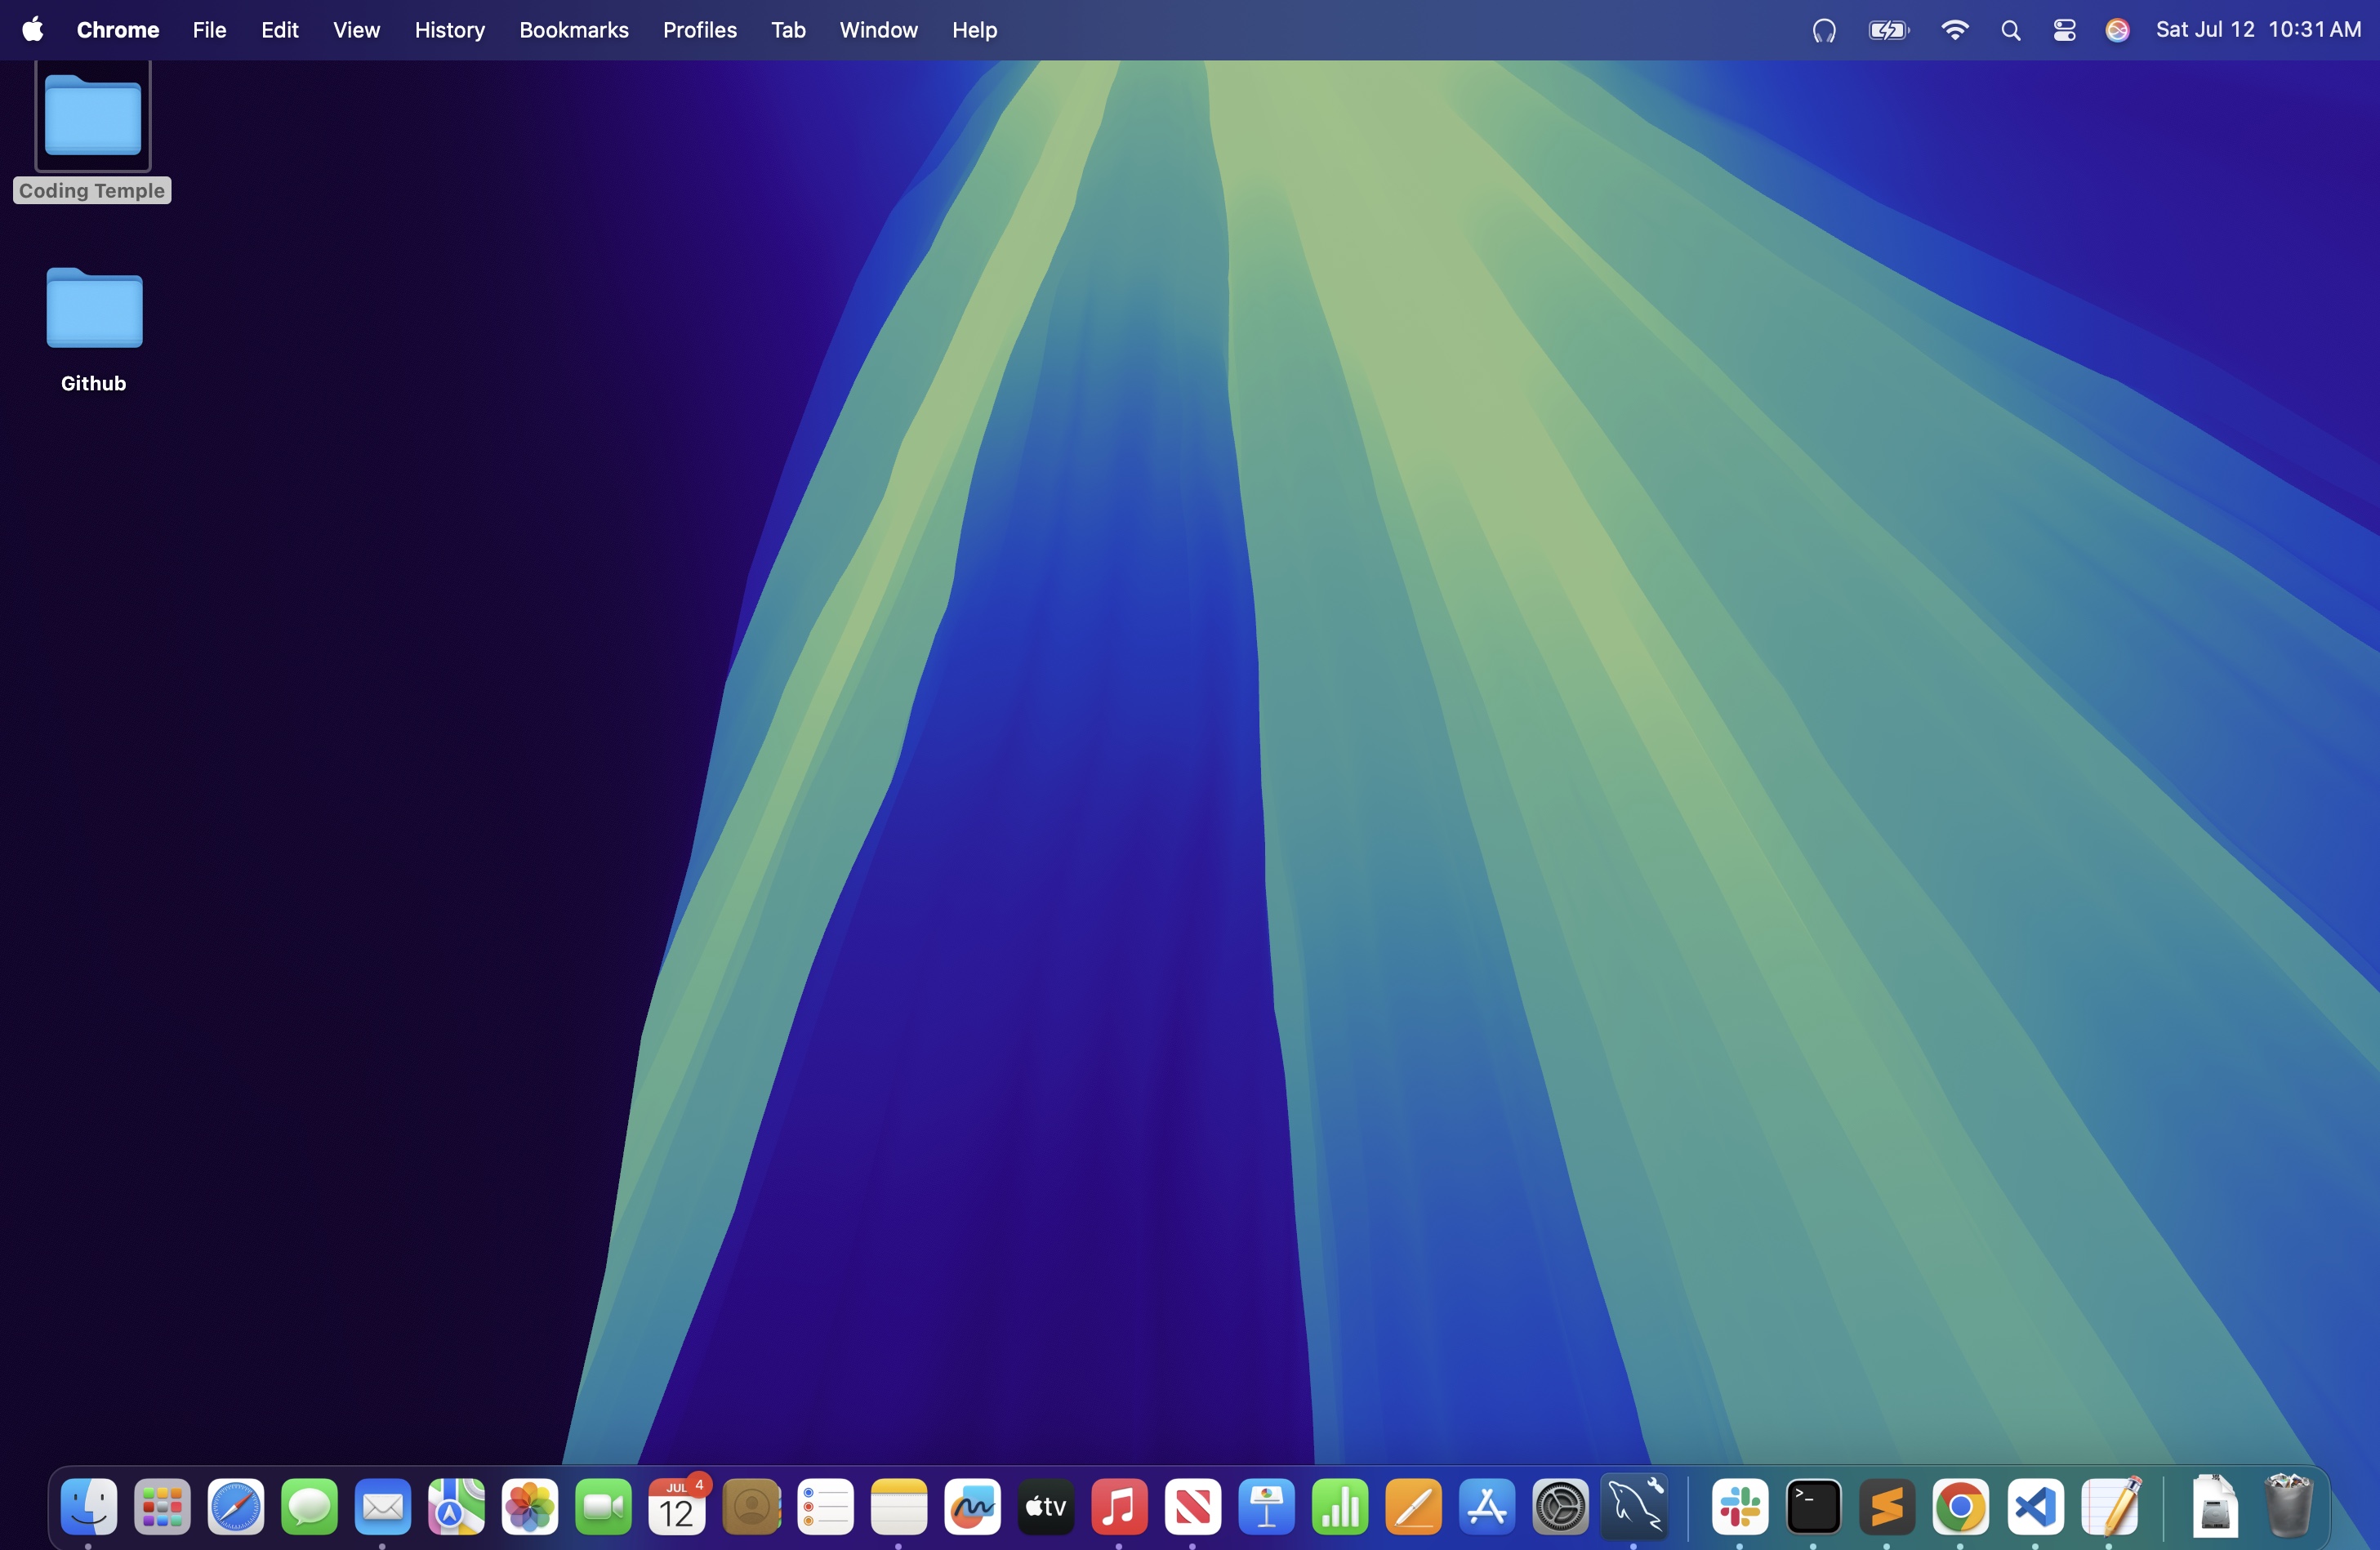 Chrome File Edit View History Bookmarks Profiles Tab Window Help Sat Jul 12 10:31 AM
Coding Temple
Github
JUL 4
12
tv
>_